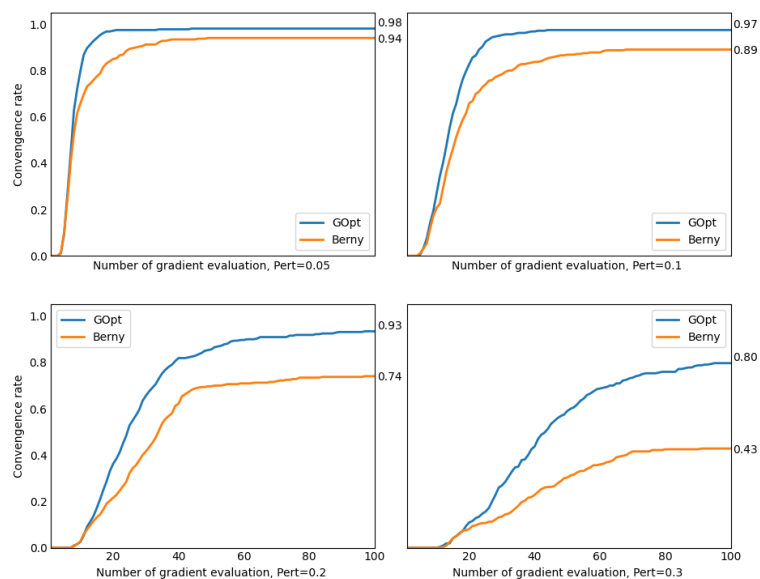 1.0
0.8
0.6
0.4
0.2
0.0
Convergence rate
0.98
0.94
GOpt
Berny
Number of gradient evaluation, Pert=0.05
0.97
0.89
GOpt
Berny
Number of gradient evaluation, Pert=0.1
1.0
0.8
0.6
0.4
0.2
0.0
Convergence rate
GOpt
Berny
0.93
0.74
20 40 60 80 100
Number of gradient evaluation, Pert=0.2
GOpt
Berny
0.80
0.43
20 40 60 80 100
Number of gradient evaluation, Pert=0.3